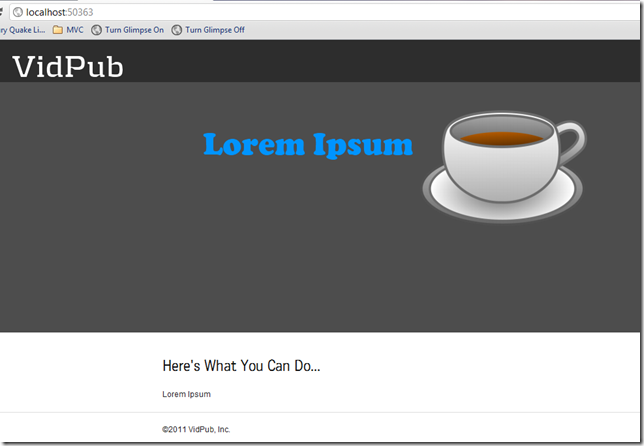 localhost:50363
ry Quake Li... MVC Turn Glimpse On Turn Glimpse Off
VidPub
Lorem Ipsum
Here's What You Can Do...
Lorem Ipsum
©2011 VidPub, Inc.